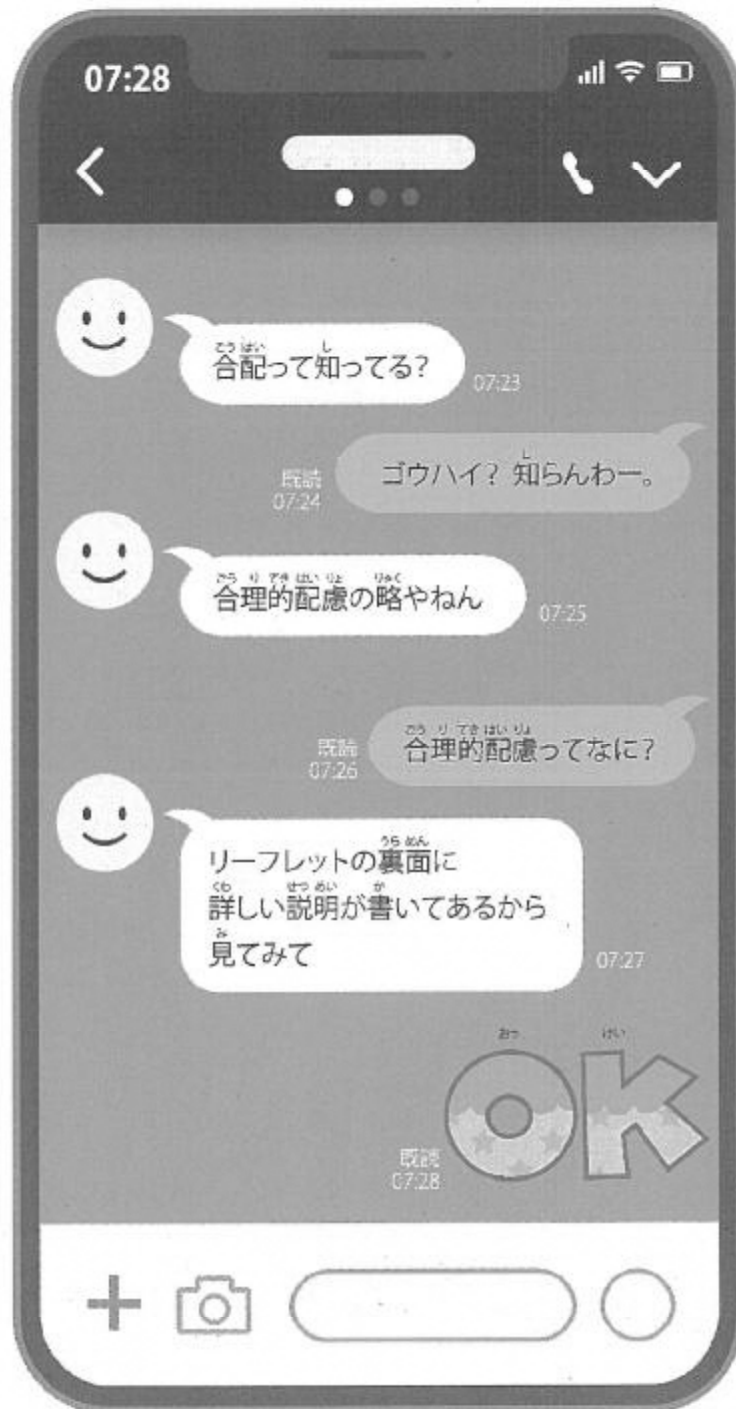 07:28
合配って知ってる?
07:23
ゴウハイ? 知らんわー。
既読
07:24
合理的配慮の略やねん
07:25
合理的配慮ってなに?
既読
07:26
リーフレットの裏面に
詳しい説明が書いてあるから
見てみて
07:27
OK
既読
07:28